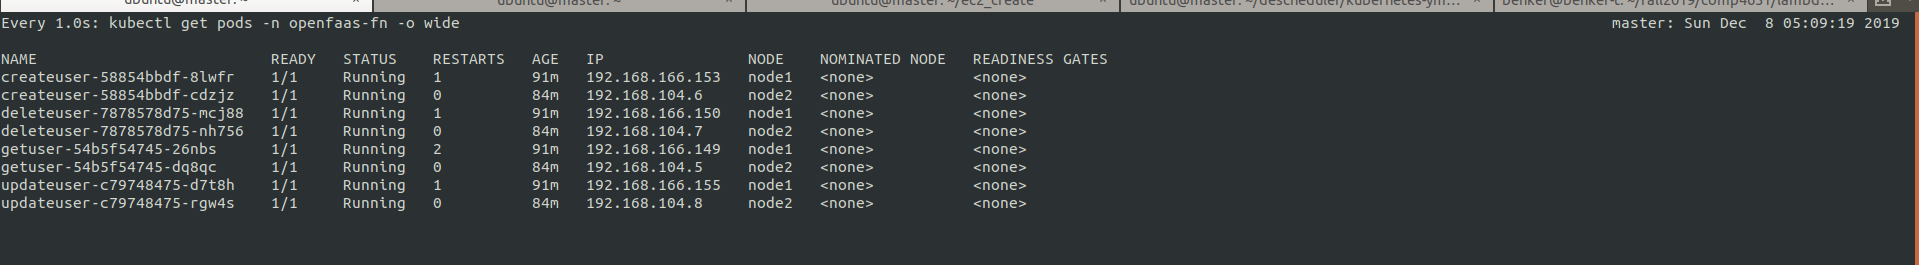 ubuntu@master: ~ × ubuntu@master: ~ × ubuntu@master: ~/ec2_create × ubuntu@master: ~/descheduler/kubernetes-ym... × benker@benker-c: ~/fall2019/comp4651/lambd... ×
Every 1.0s: kubectl get pods -n openfaas-fn -o wide master: Sun Dec  8 05:09:19 2019
NAME READY STATUS RESTARTS AGE IP NODE NOMINATED NODE READINESS GATES
createuser-58854bbdf-8lwfr 1/1 Running 1 91m 192.168.166.153 node1 <none> <none>
createuser-58854bbdf-cdzjz 1/1 Running 0 84m 192.168.104.6 node2 <none> <none>
deleteuser-7878578d75-mcj88 1/1 Running 1 91m 192.168.166.150 node1 <none> <none>
deleteuser-7878578d75-nh756 1/1 Running 0 84m 192.168.104.7 node2 <none> <none>
getuser-54b5f54745-26nbs 1/1 Running 2 91m 192.168.166.149 node1 <none> <none>
getuser-54b5f54745-dq8qc 1/1 Running 0 84m 192.168.104.5 node2 <none> <none>
updateuser-c79748475-d7t8h 1/1 Running 1 91m 192.168.166.155 node1 <none> <none>
updateuser-c79748475-rgw4s 1/1 Running 0 84m 192.168.104.8 node2 <none> <none>